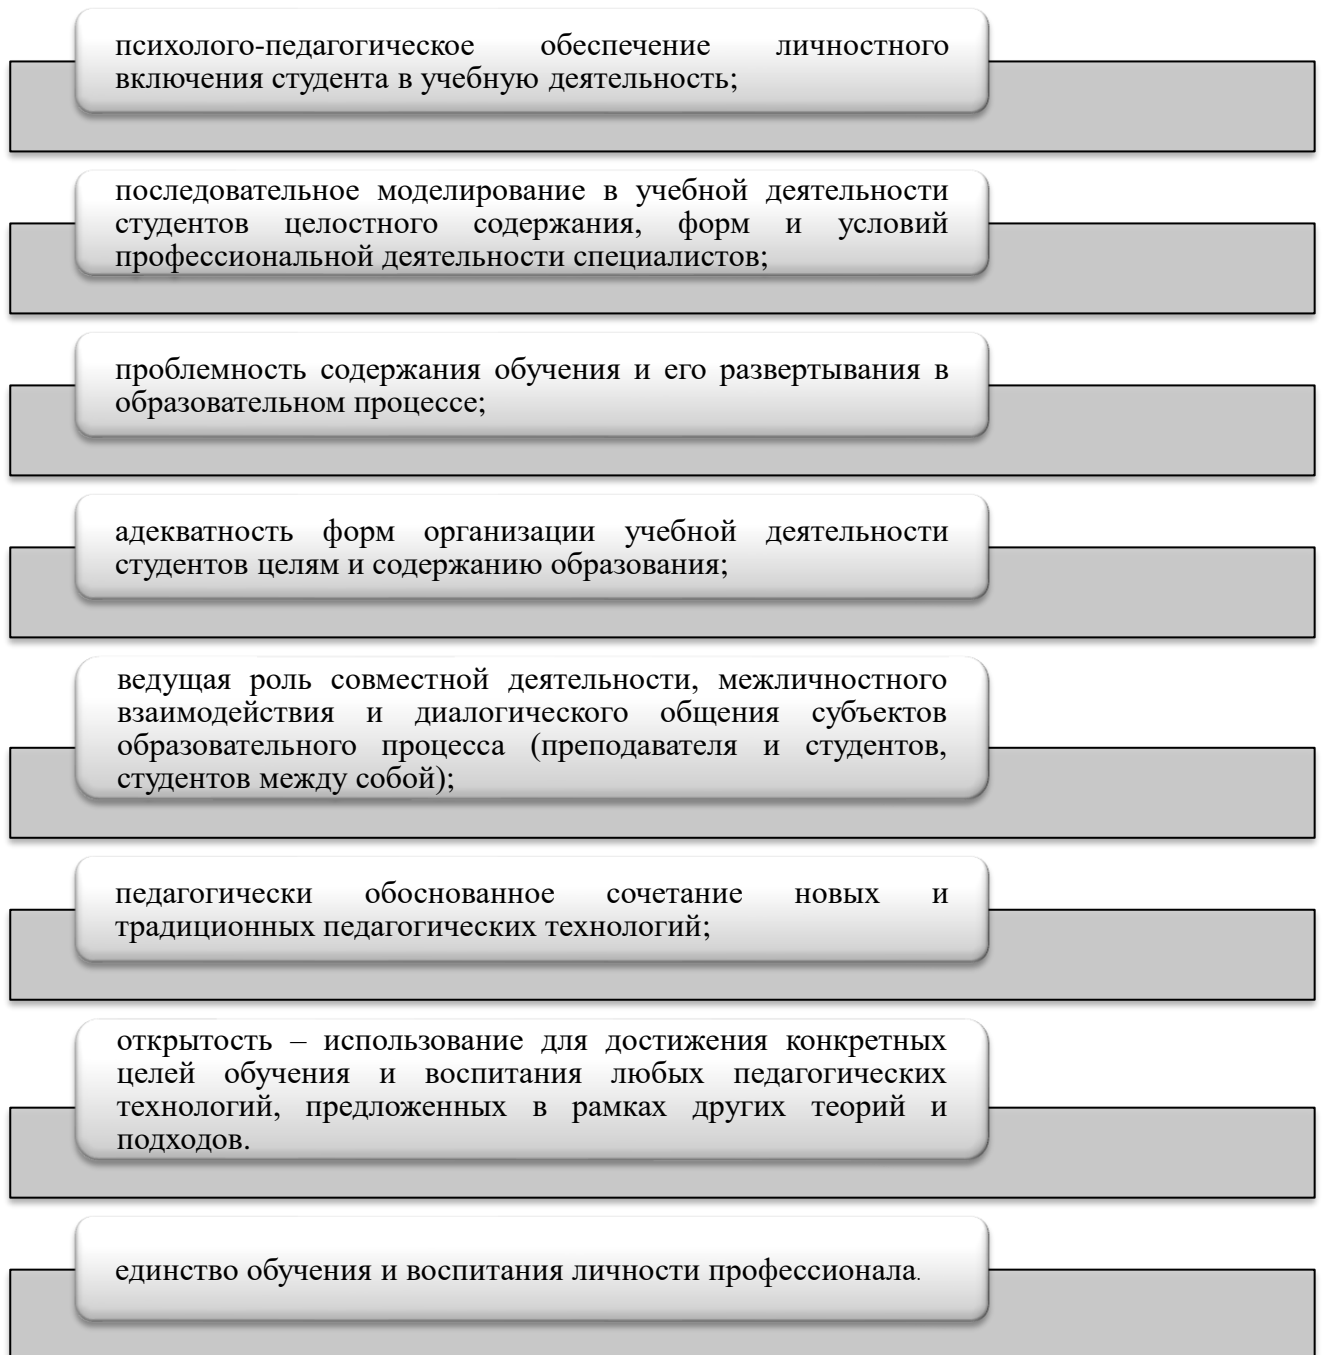 психолого-педагогическое обеспечение личностного
включения студента в учебную деятельность;
последовательное моделирование в учебной деятельности
студентов целостного содержания, форм и условий
профессиональной деятельности специалистов;
проблемность содержания обучения и его развертывания в
образовательном процессе;
адекватность форм организации учебной деятельности
студентов целям и содержанию образования;
ведущая роль совместной деятельности, межличностного
взаимодействия и диалогического общения субъектов
образовательного процесса (преподавателя и студентов,
студентов между собой);
педагогически обоснованное сочетание новых и
традиционных педагогических технологий;
открытость – использование для достижения конкретных
целей обучения и воспитания любых педагогических
технологий, предложенных в рамках других теорий и
подходов.
единство обучения и воспитания личности профессионала.